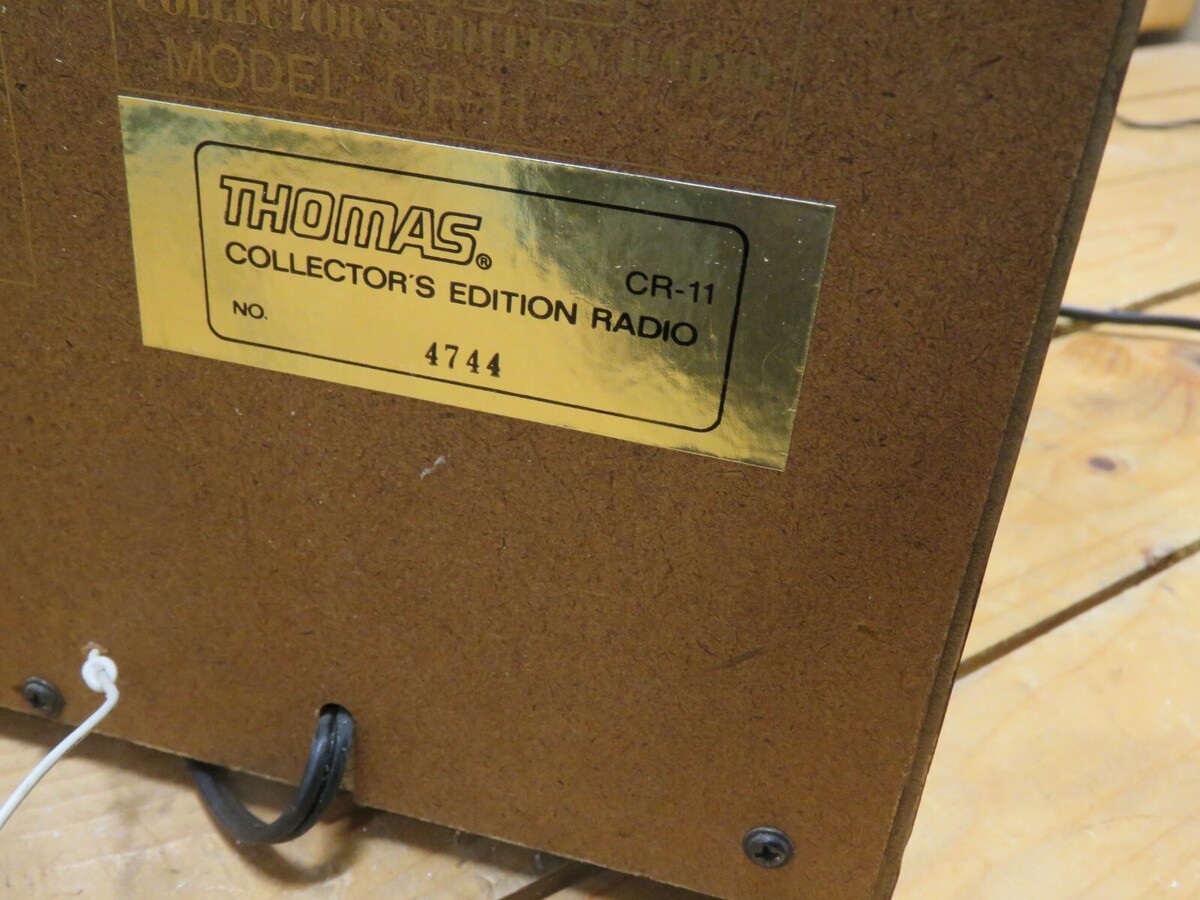 COLLECTOR'S EDITION RADIO
MODEL: CR-11
THOMAS®
CR-11
COLLECTOR'S EDITION RADIO
NO.
4744